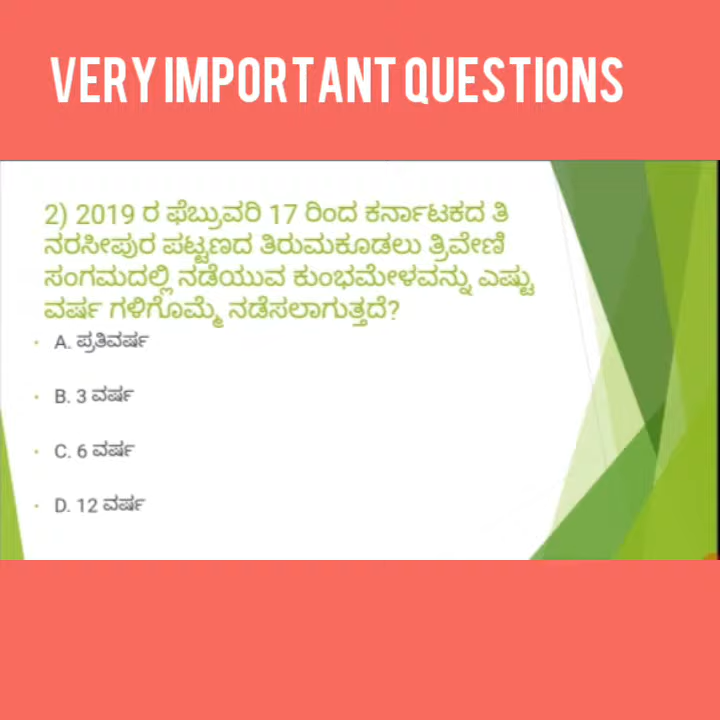 VERY IMPORTANT QUESTIONS
2) 2019 ರ ಫೆಬ್ರುವರಿ 17 ರಿಂದ ಕರ್ನಾಟಕದ ತಿ
ನರಸೀಪುರ ಪಟ್ಟಣದ ತಿರುಮಕೂಡಲು ತ್ರಿವೇಣಿ
ಸಂಗಮದಲ್ಲಿ ನಡೆಯುವ ಕುಂಭಮೇಳವನ್ನು ಎಷ್ಟು
ವರ್ಷ ಗಳಿಗೊಮ್ಮೆ ನಡೆಸಲಾಗುತ್ತದೆ?
A. ಪ್ರತಿವರ್ಷ
B. 3 ವರ್ಷ
C. 6 ವರ್ಷ
D. 12 ವರ್ಷ